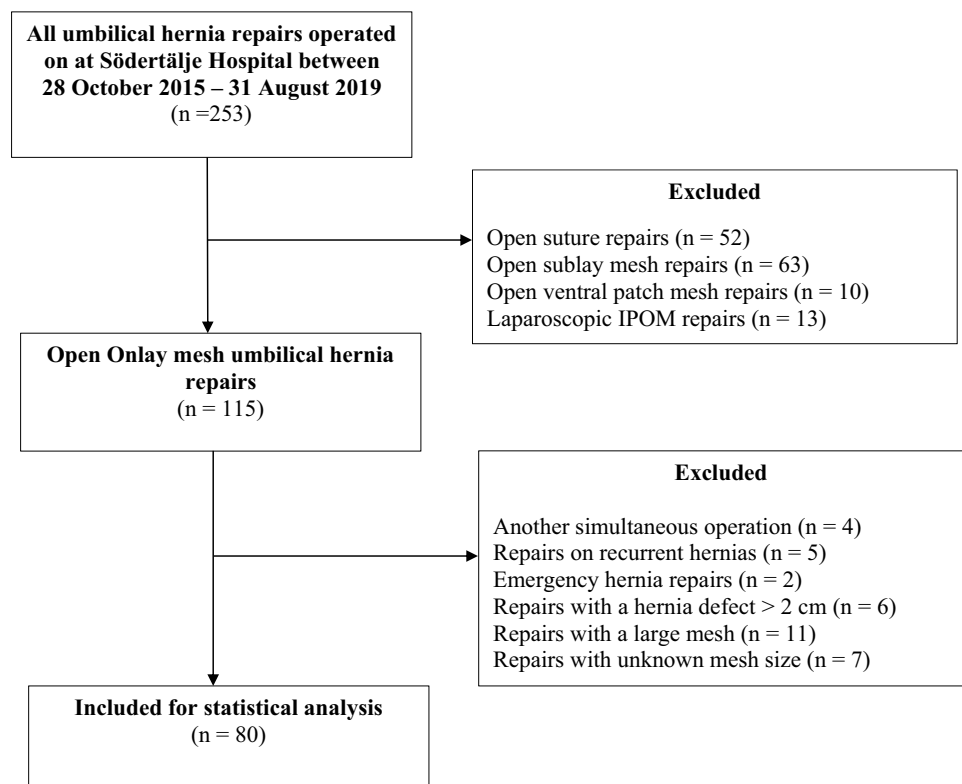 All umbilical hernia repairs operated
on at Södertälje Hospital between
28 October 2015 – 31 August 2019
(n =253)
Excluded
Open suture repairs (n = 52)
Open sublay mesh repairs (n = 63)
Open ventral patch mesh repairs (n = 10)
Laparoscopic IPOM repairs (n = 13)
Open Onlay mesh umbilical hernia
repairs
(n = 115)
Excluded
Another simultaneous operation (n = 4)
Repairs on recurrent hernias (n = 5)
Emergency hernia repairs (n = 2)
Repairs with a hernia defect > 2 cm (n = 6)
Repairs with a large mesh (n = 11)
Repairs with unknown mesh size (n = 7)
Included for statistical analysis
(n = 80)